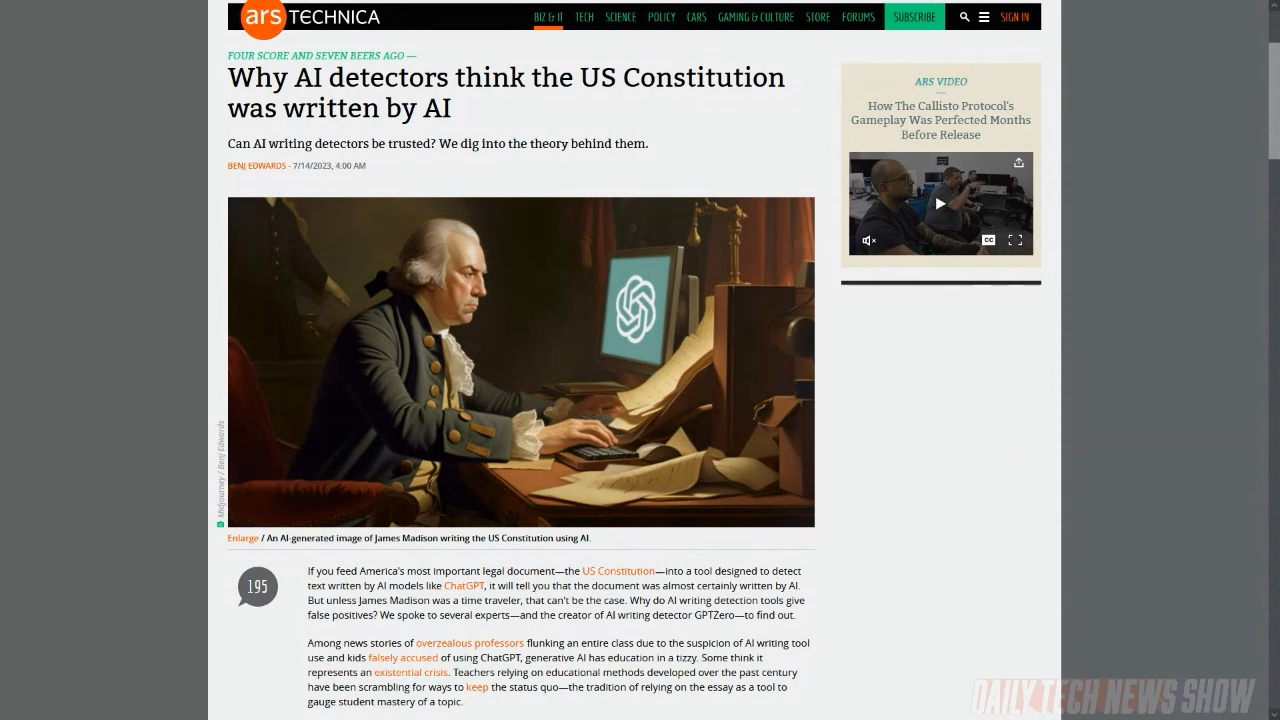 ars TECHNICA
BIZ & IT TECH SCIENCE POLICY CARS GAMING & CULTURE STORE FORUMS SUBSCRIBE SIGN IN
FOUR SCORE AND SEVEN BEERS AGO —
Why AI detectors think the US Constitution
was written by AI
Can AI writing detectors be trusted? We dig into the theory behind them.
BENJ EDWARDS - 7/14/2023, 4:00 AM
Midjourney / Benj Edwards
Enlarge / An AI-generated image of James Madison writing the US Constitution using AI.
195
If you feed America's most important legal document—the US Constitution—into a tool designed to detect
text written by AI models like ChatGPT, it will tell you that the document was almost certainly written by AI.
But unless James Madison was a time traveler, that can't be the case. Why do AI writing detection tools give
false positives? We spoke to several experts—and the creator of AI writing detector GPTZero—to find out.
Among news stories of overzealous professors flunking an entire class due to the suspicion of AI writing tool
use and kids falsely accused of using ChatGPT, generative AI has education in a tizzy. Some think it
represents an existential crisis. Teachers relying on educational methods developed over the past century
have been scrambling for ways to keep the status quo—the tradition of relying on the essay as a tool to
gauge student mastery of a topic.
ARS VIDEO
How The Callisto Protocol's
Gameplay Was Perfected Months
Before Release
CC
DAILY TECH NEWS SHOW